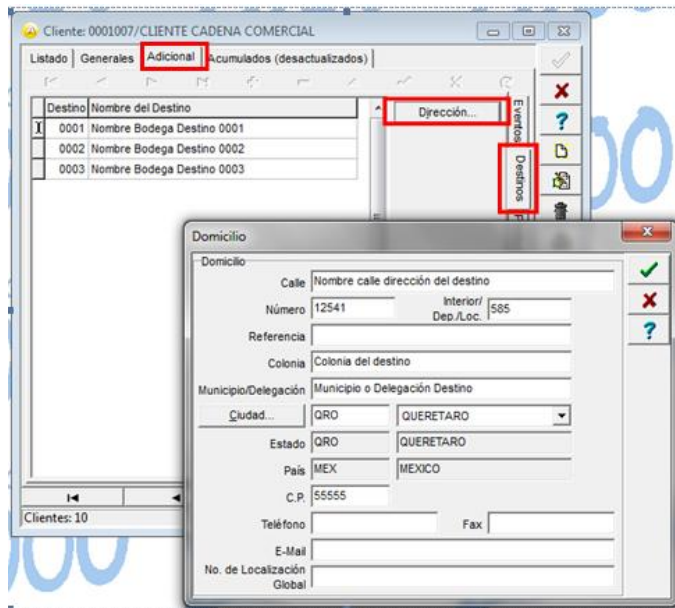 Cliente: 0001007/CLIENTE CADENA COMERCIAL
Listado Generales Adicional Acumulados (desactualizados)
Destino Nombre del Destino
Dirección...
0001 Nombre Bodega Destino 0001
0002 Nombre Bodega Destino 0002
0003 Nombre Bodega Destino 0003
Eventos
Destinos
Clientes: 10
Domicilio
Domicilio
Calle Nombre calle dirección del destino
Número 12541 Interior/ Dep./Loc. 585
Referencia
Colonia Colonia del destino
Municipio/Delegación Municipio o Delegación Destino
Ciudad... QRO QUERETARO
Estado QRO QUERETARO
País MEX MEXICO
C.P. 55555
Teléfono Fax
E-Mail
No. de Localización
Global